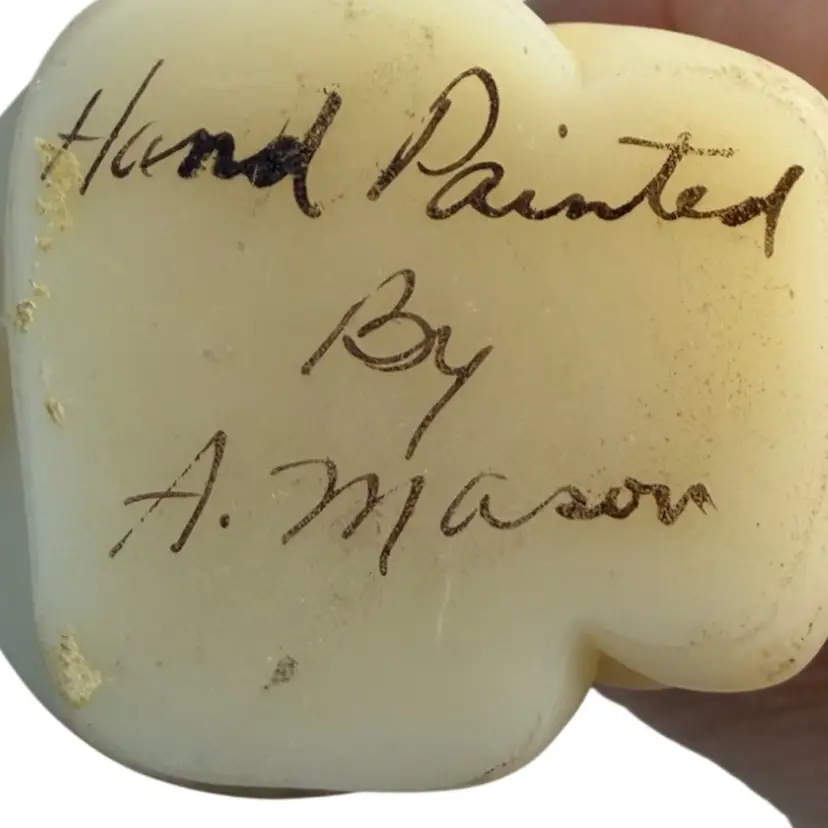 Hand Painted
By
A. Mason